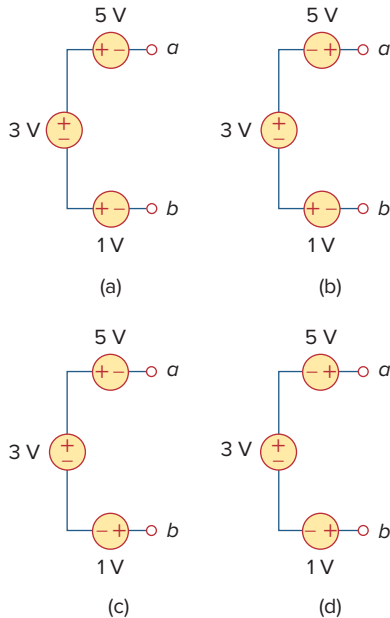 5 V 5 V
+ − a − + a
3 V + − 3 V + −
+ − b + − b
1 V 1 V
(a) (b)
5 V 5 V
+ − a − + a
3 V + − 3 V + −
− + b − + b
1 V 1 V
(c) (d)